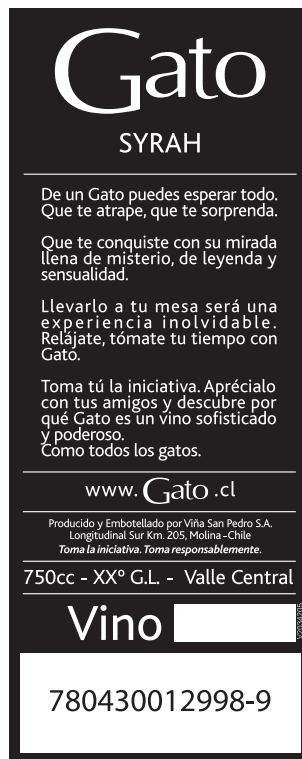 Gato
SYRAH
De un Gato puedes esperar todo.
Que te atrape, que te sorprenda.
Que te conquiste con su mirada
llena de misterio, de leyenda y
sensualidad.
Llevarlo a tu mesa será una
experiencia inolvidable.
Relájate, tómate tu tiempo con
Gato.
Toma tú la iniciativa. Aprécialo
con tus amigos y descubre por
qué Gato es un vino sofisticado
y poderoso.
Como todos los gatos.
www. Gato .cl
Producido y Embotellado por Viña San Pedro S.A.
Longitudinal Sur Km. 205, Molina-Chile
Toma la iniciativa. Toma responsablemente.
750cc - XXº G.L. - Valle Central
Vino
V20334205
780430012998-9